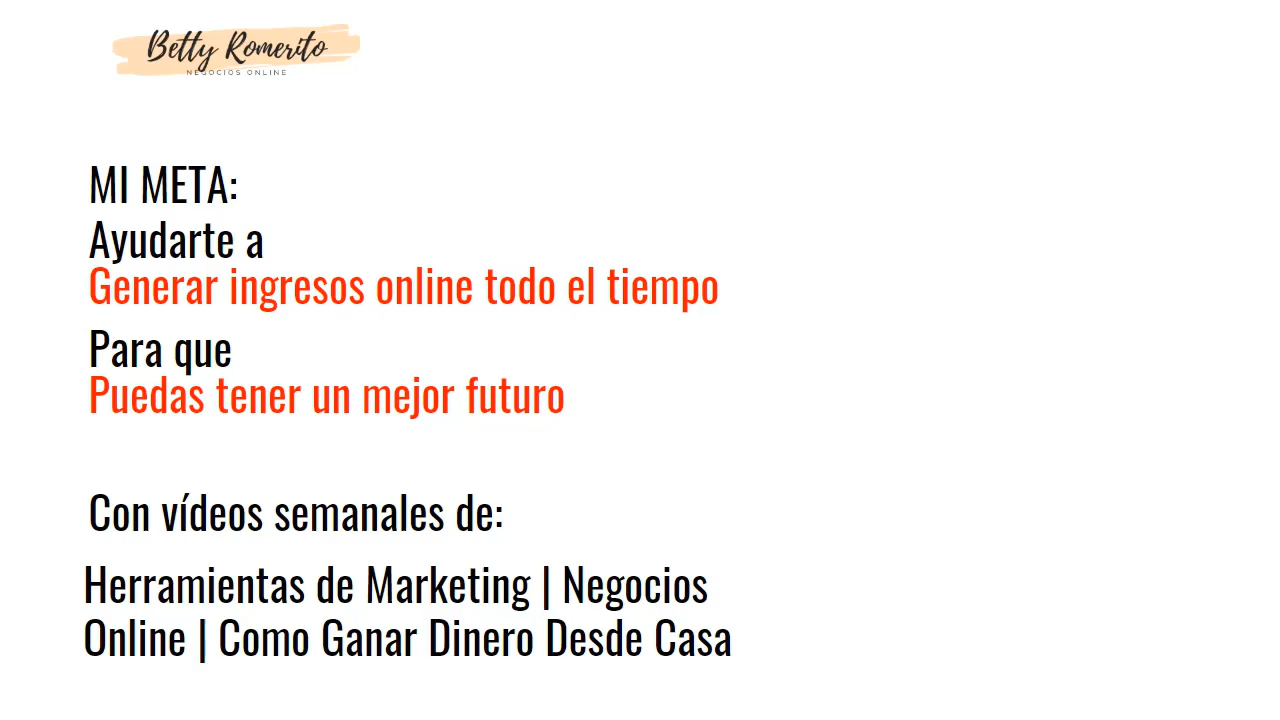 Betty Romerito
NEGOCIOS ONLINE
MI META:
Ayudarte a
Generar ingresos online todo el tiempo
Para que
Puedas tener un mejor futuro
Con vídeos semanales de:
Herramientas de Marketing | Negocios
Online | Como Ganar Dinero Desde Casa